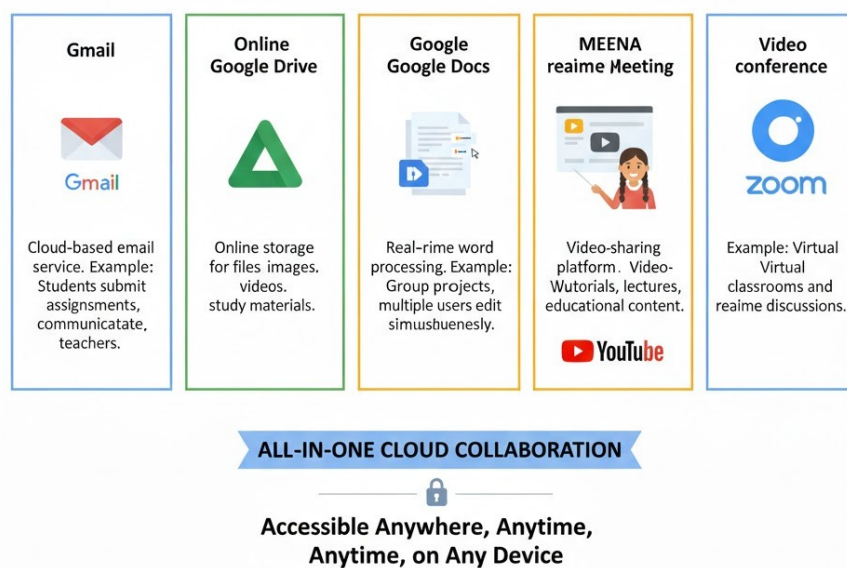 Gmail
Gmail
Cloud-based email
service. Example:
Students submit
assignsments,
communicatate,
teachers.
Online
Google Drive
Online storage
for files images.
videos.
study materials.
Google
Google Docs
Real-rime word
processing. Example:
Group projects,
multiple users edit
simusbuenesly.
MEENA
reaime Meeting
Video-sharing
platform. Video-
Wutorials, lectures,
educational content.
YouTube
Video
conference
zoom
Example: Virtual
Virtual
classrooms and
reaime discussions.
ALL-IN-ONE CLOUD COLLABORATION
Accessible Anywhere, Anytime,
Anytime, on Any Device